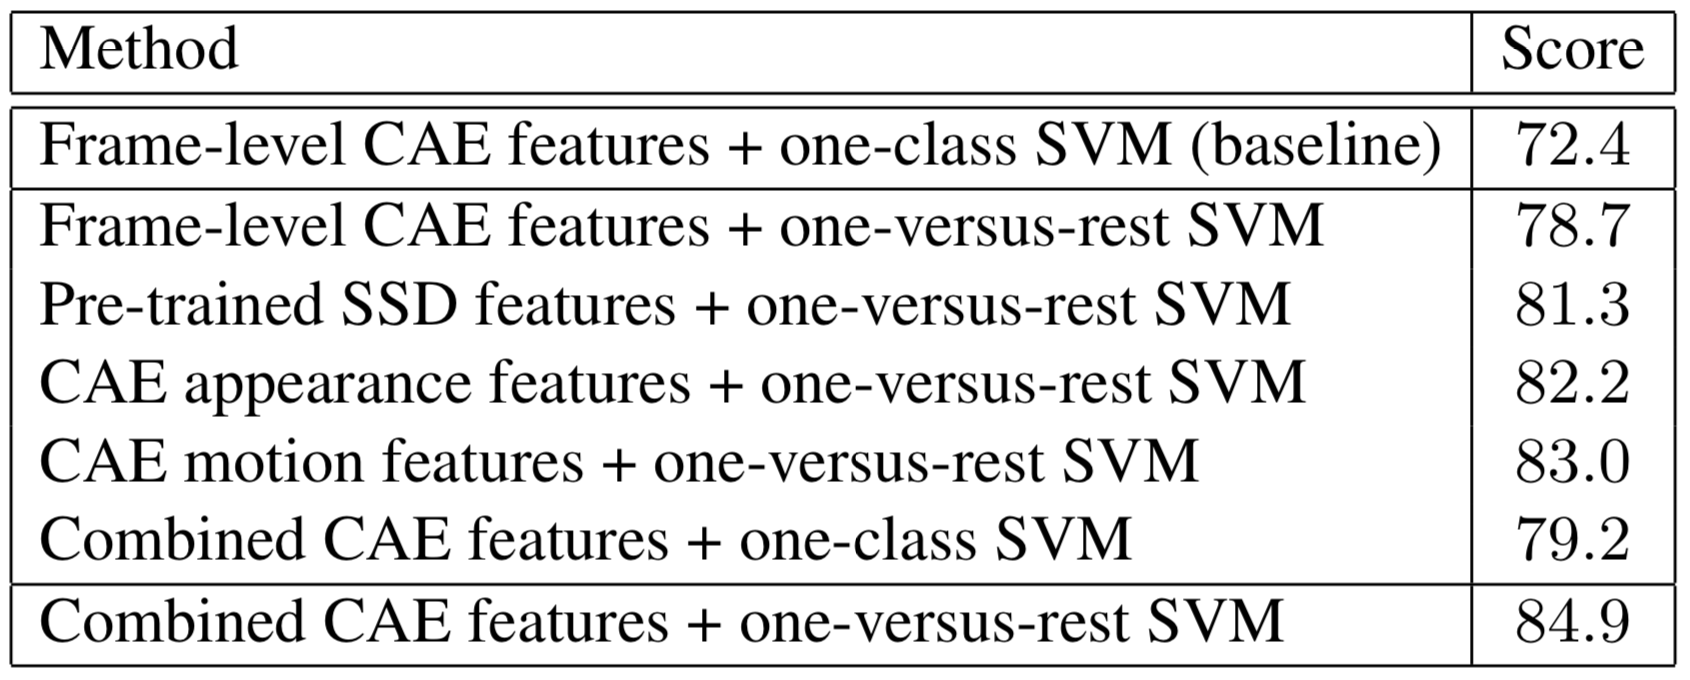 Method Score
Frame-level CAE features + one-class SVM (baseline) 72.4
Frame-level CAE features + one-versus-rest SVM 78.7
Pre-trained SSD features + one-versus-rest SVM 81.3
CAE appearance features + one-versus-rest SVM 82.2
CAE motion features + one-versus-rest SVM 83.0
Combined CAE features + one-class SVM 79.2
Combined CAE features + one-versus-rest SVM 84.9